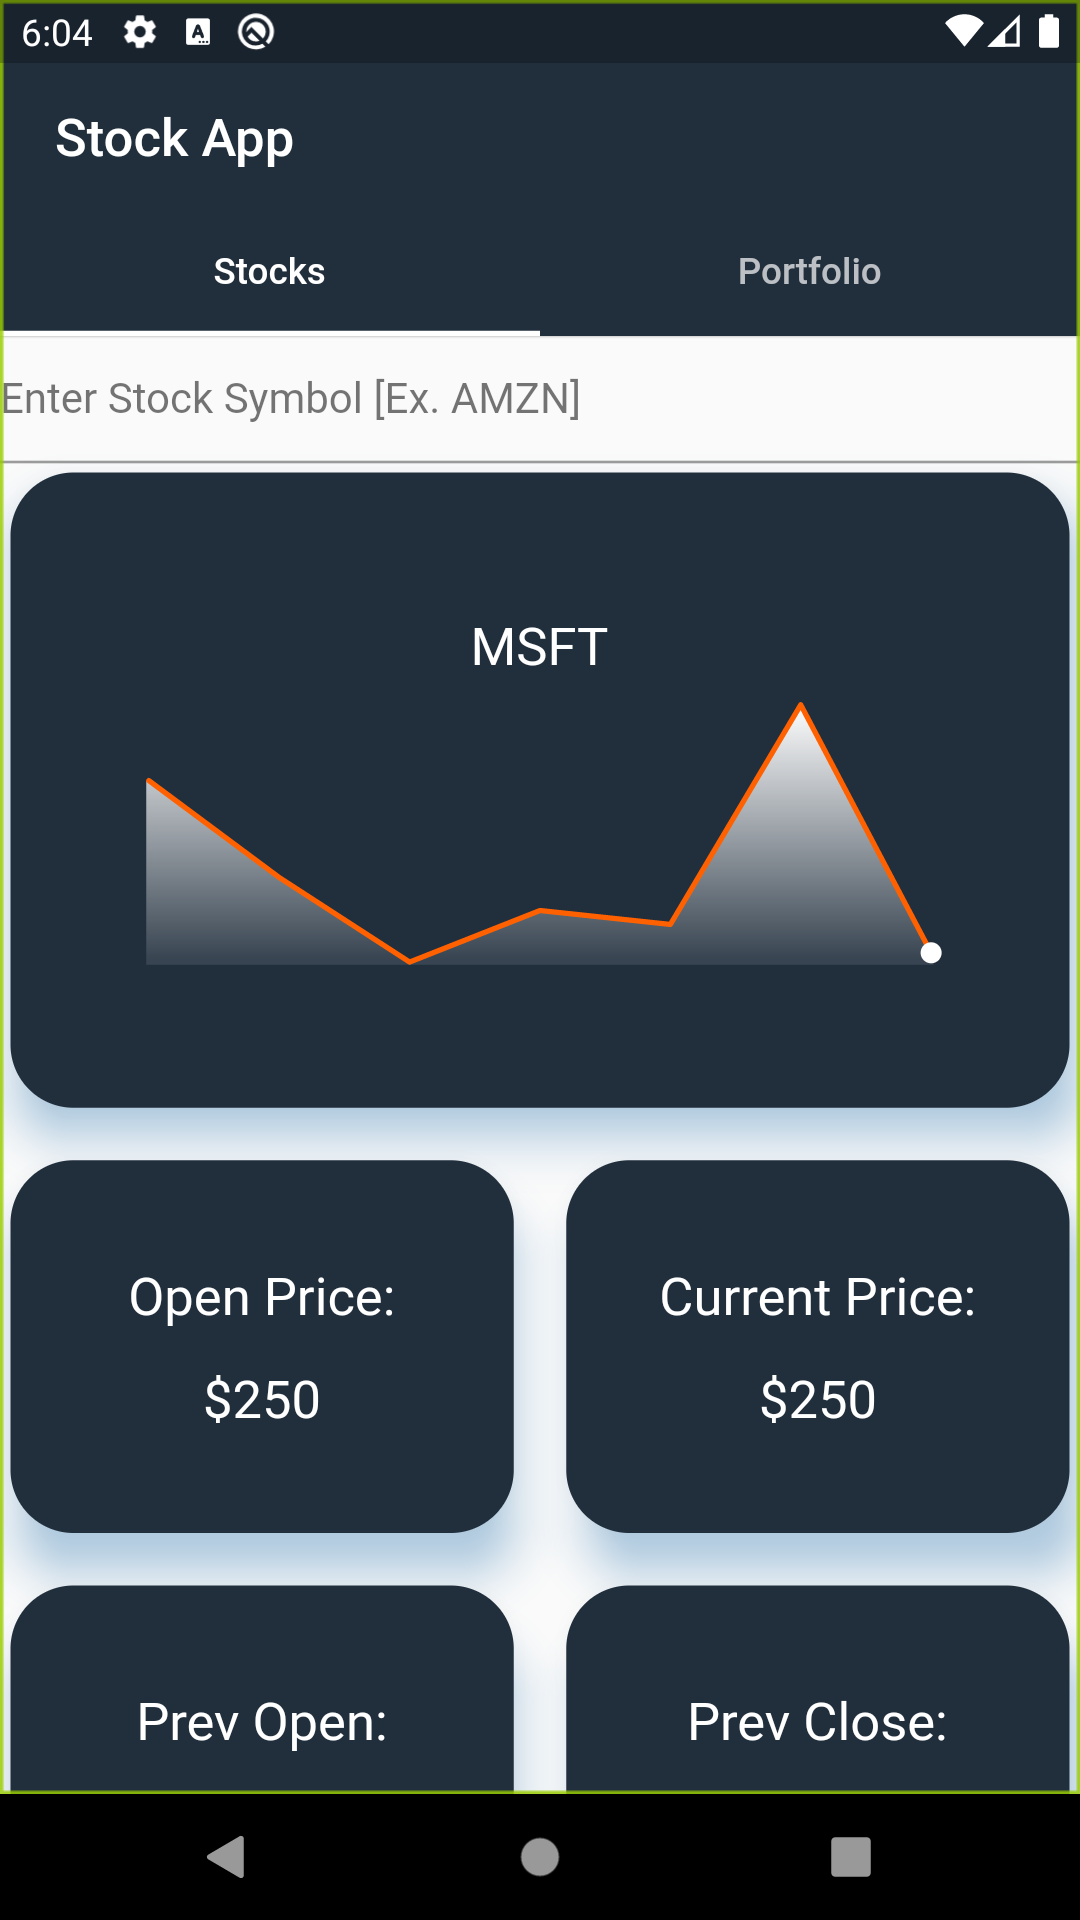 6:04
Stock App
Stocks Portfolio
Enter Stock Symbol [Ex. AMZN]
MSFT
Open Price: Current Price:
$250 $250
Prev Open: Prev Close: